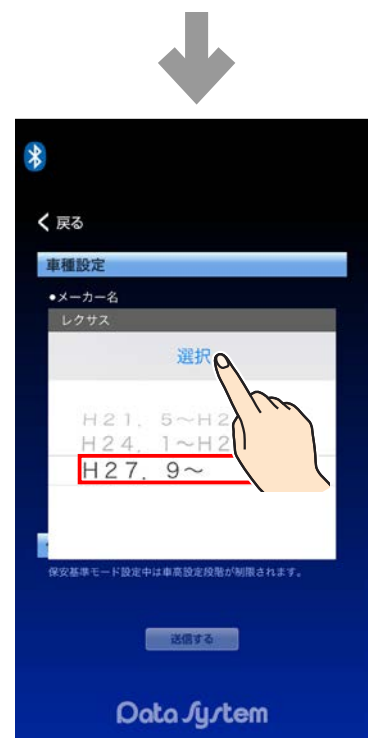 戻る
車種設定
●メーカー名
レクサス
選択
H21．5〜H2
H24．1〜H2
H27．9〜
保安基準モード設定中は車高設定段階が制限されます。
送信する
Data System